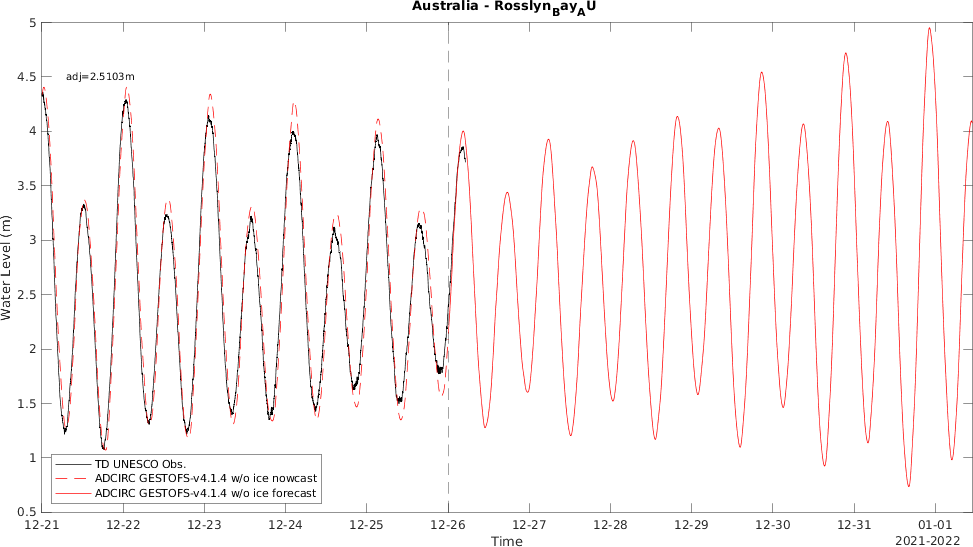 Australia - Rosslyn_Bay_AU
5
adj=2.5103m
4.5
4
3.5
3
2.5
2
1.5
1
0.5
Water Level (m)
TD UNESCO Obs.
ADCIRC GESTOFS-v4.1.4 w/o ice nowcast
ADCIRC GESTOFS-v4.1.4 w/o ice forecast
12-21 12-22 12-23 12-24 12-25 12-26 12-27 12-28 12-29 12-30 12-31 01-01
Time
2021-2022